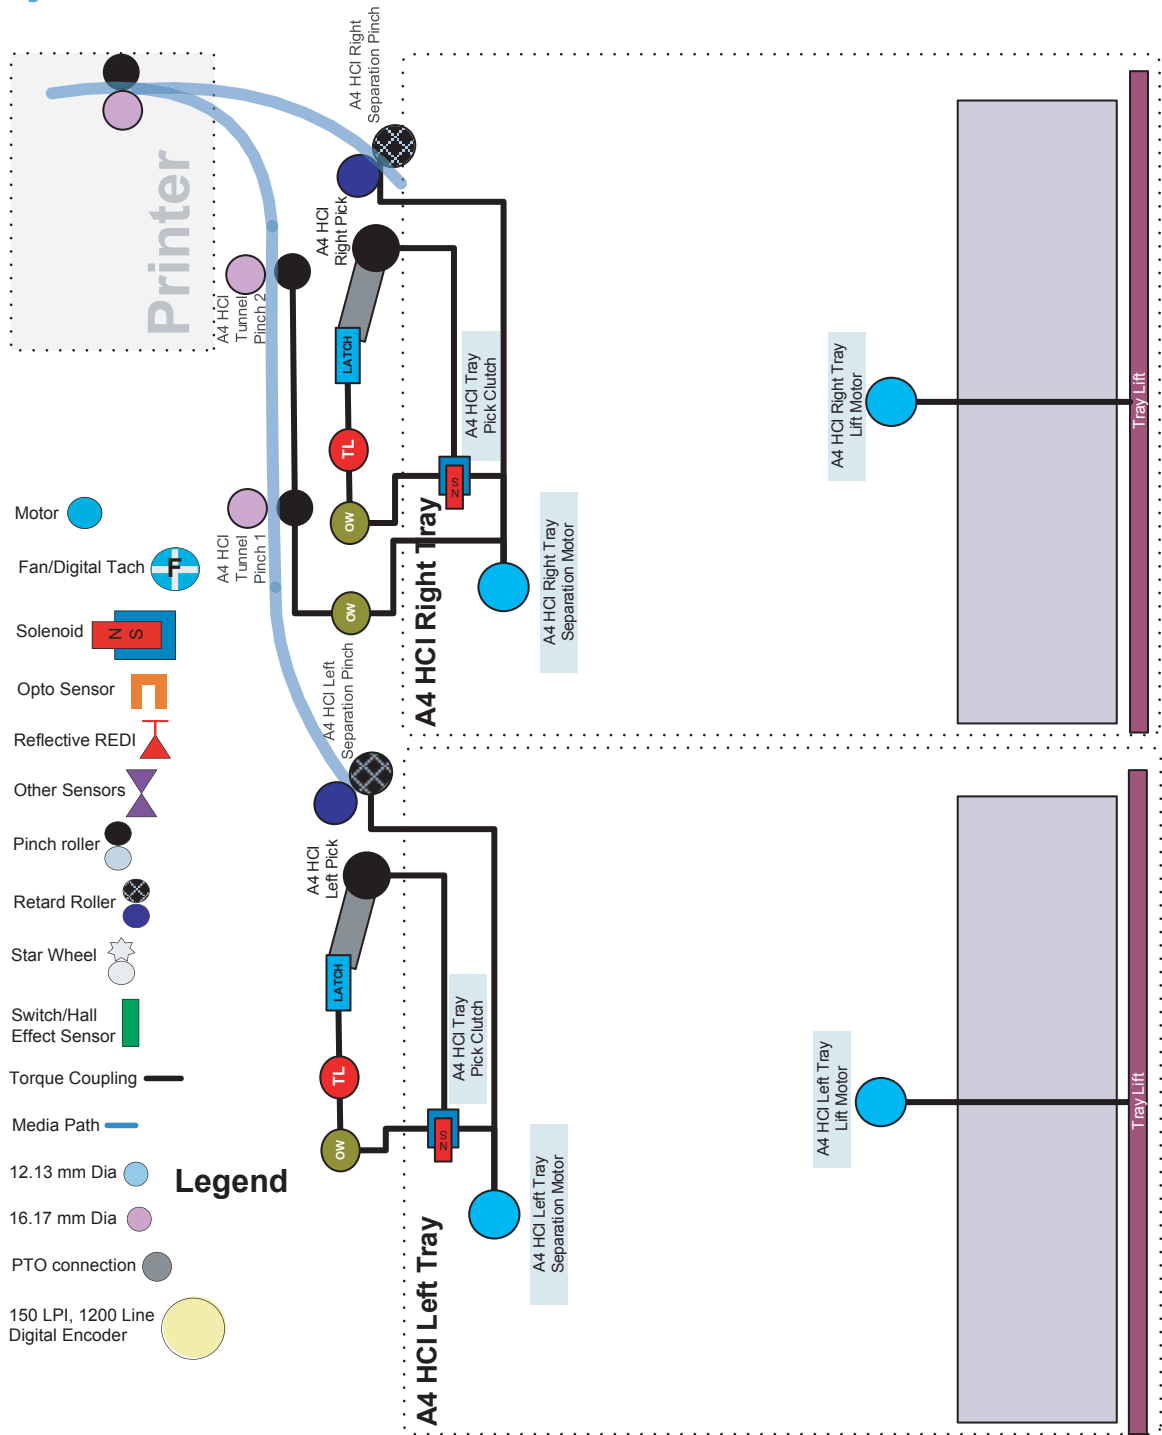 A4 HCI Right
Separation Pinch
Printer
A4 HCI
Right Pick
A4 HCI
Tunnel
Pinch 2
LATCH
A4 HCI Tray
Pick Clutch
TL
S
N
OW
A4 HCI
Tunnel
Pinch 1
OW
A4 HCI Right Tray
A4 HCI Right Tray
Separation Motor
A4 HCI Right Tray
Lift Motor
Tray Lift
A4 HCI Left
Separation Pinch
A4 HCI
Left Pick
LATCH
A4 HCI Tray
Pick Clutch
TL
S
N
OW
A4 HCI Left Tray
A4 HCI Left Tray
Separation Motor
A4 HCI Left Tray
Lift Motor
Tray Lift
Motor
Fan/Digital Tach
F
Solenoid
N
S
Opto Sensor
Reflective REDI
Other Sensors
Pinch roller
Retard Roller
Star Wheel
Switch/Hall
Effect Sensor
Torque Coupling
Media Path
12.13 mm Dia
Legend
16.17 mm Dia
PTO connection
150 LPI, 1200 Line
Digital Encoder